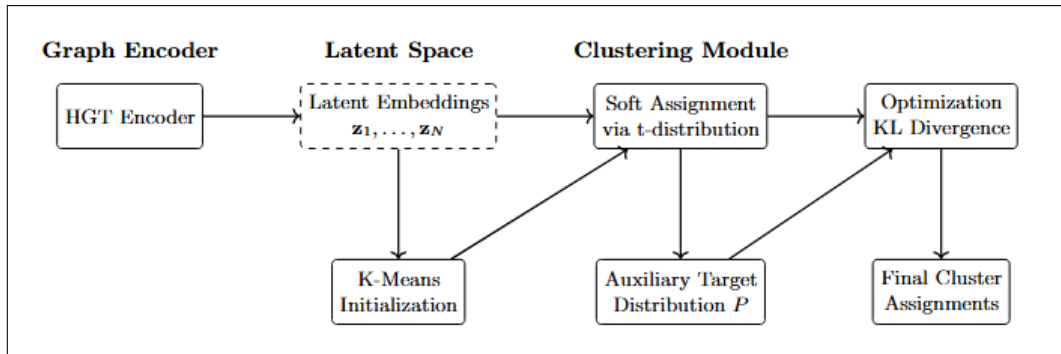 Graph Encoder
Latent Space
Clustering Module
HGT Encoder
Latent Embeddings
z₁, . . . , z_N
Soft Assignment
via t-distribution
Optimization
KL Divergence
K-Means
Initialization
Auxiliary Target
Distribution P
Final Cluster
Assignments